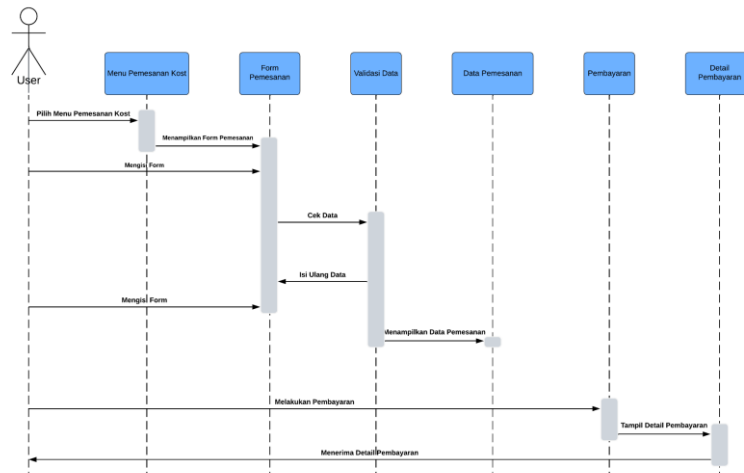 User
Menu Pemesanan Kost
Form
Pemesanan
Validasi Data
Data Pemesanan
Pembayaran
Detail
Pembayaran
Pilih Menu Pemesanan Kost
Menampilkan Form Pemesanan
Mengisi Form
Cek Data
Isi Ulang Data
Mengisi Form
Menampilkan Data Pemesanan
Melakukan Pembayaran
Tampil Detail Pembayaran
Menerima Detail Pembayaran